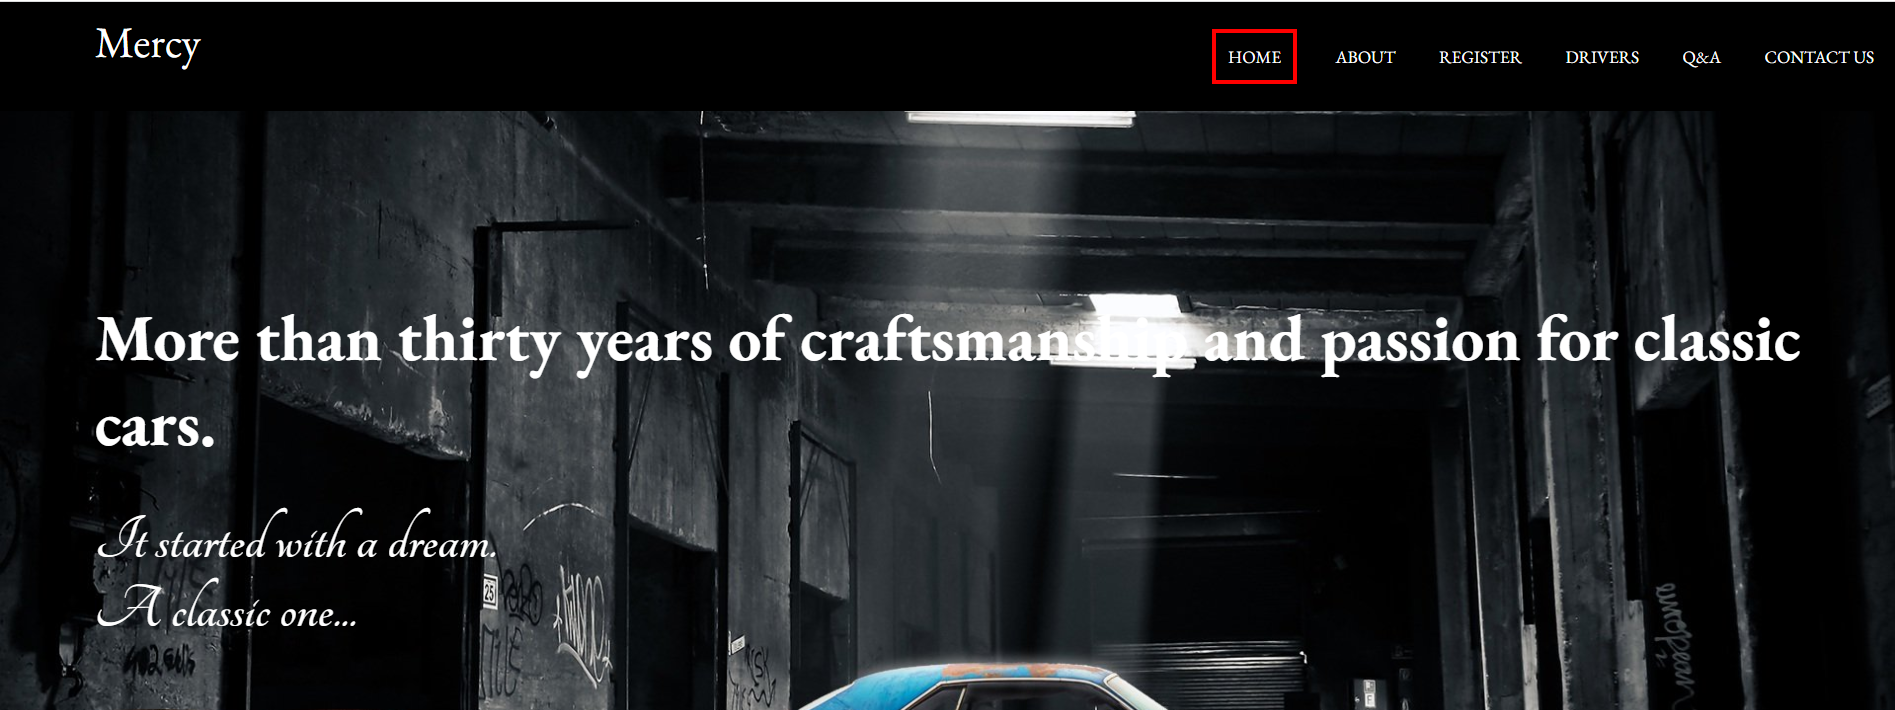 Mercy
HOME ABOUT REGISTER DRIVERS Q&A CONTACT US
More than thirty years of craftsmanship and passion for classic
cars.
It started with a dream.
A classic one...
25